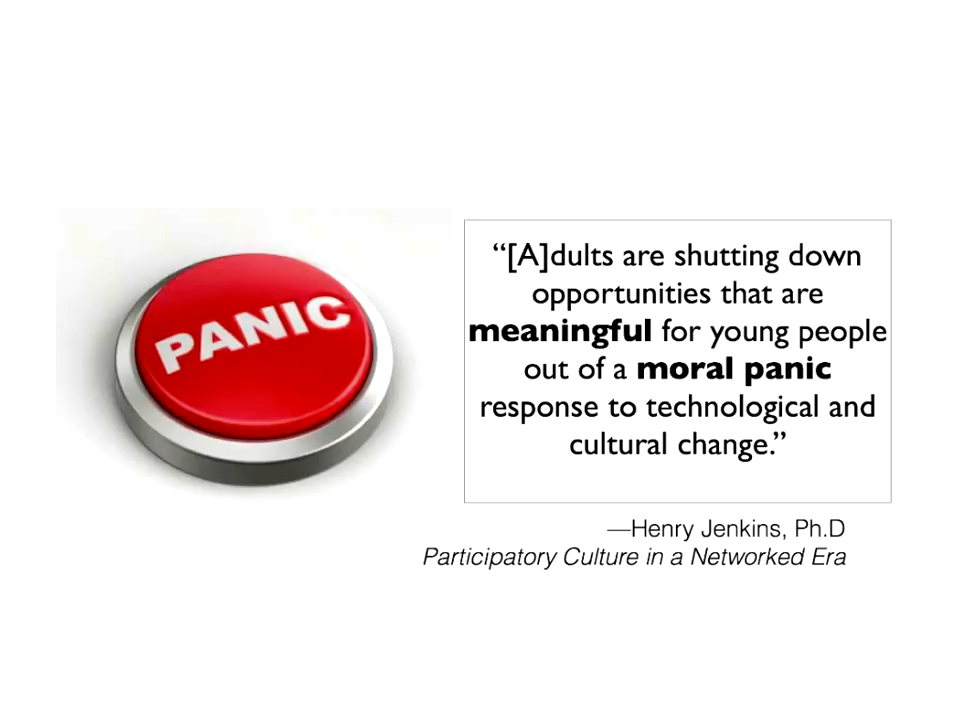 PANIC
“[A]dults are shutting down
opportunities that are
meaningful for young people
out of a moral panic
response to technological and
cultural change.”
—Henry Jenkins, Ph.D
Participatory Culture in a Networked Era